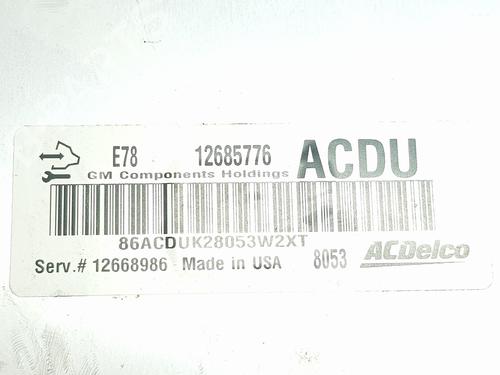 E78 12685776 ACDU
GM Components Holdings
86ACDUK28053W2XT
Serv.# 12668986 Made in USA 8053 ACDelco